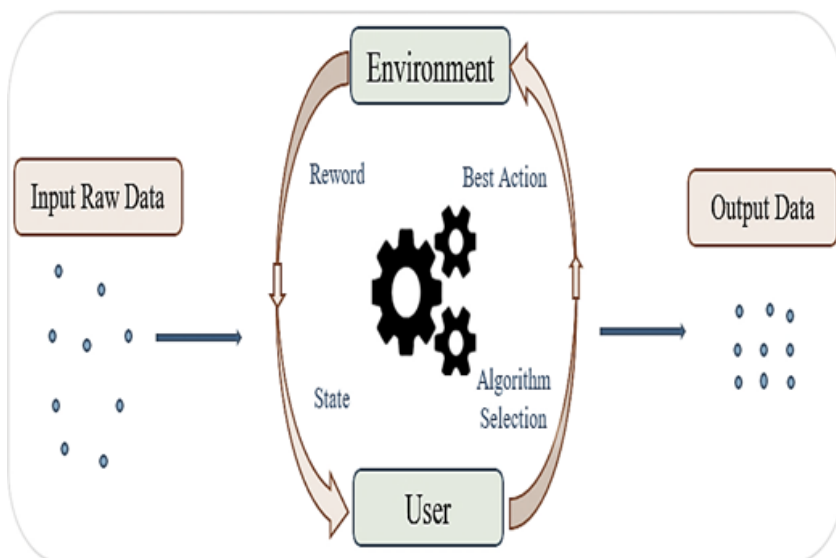 Environment
Input Raw Data
Reword
Best Action
Output Data
State
Algorithm
Selection
User